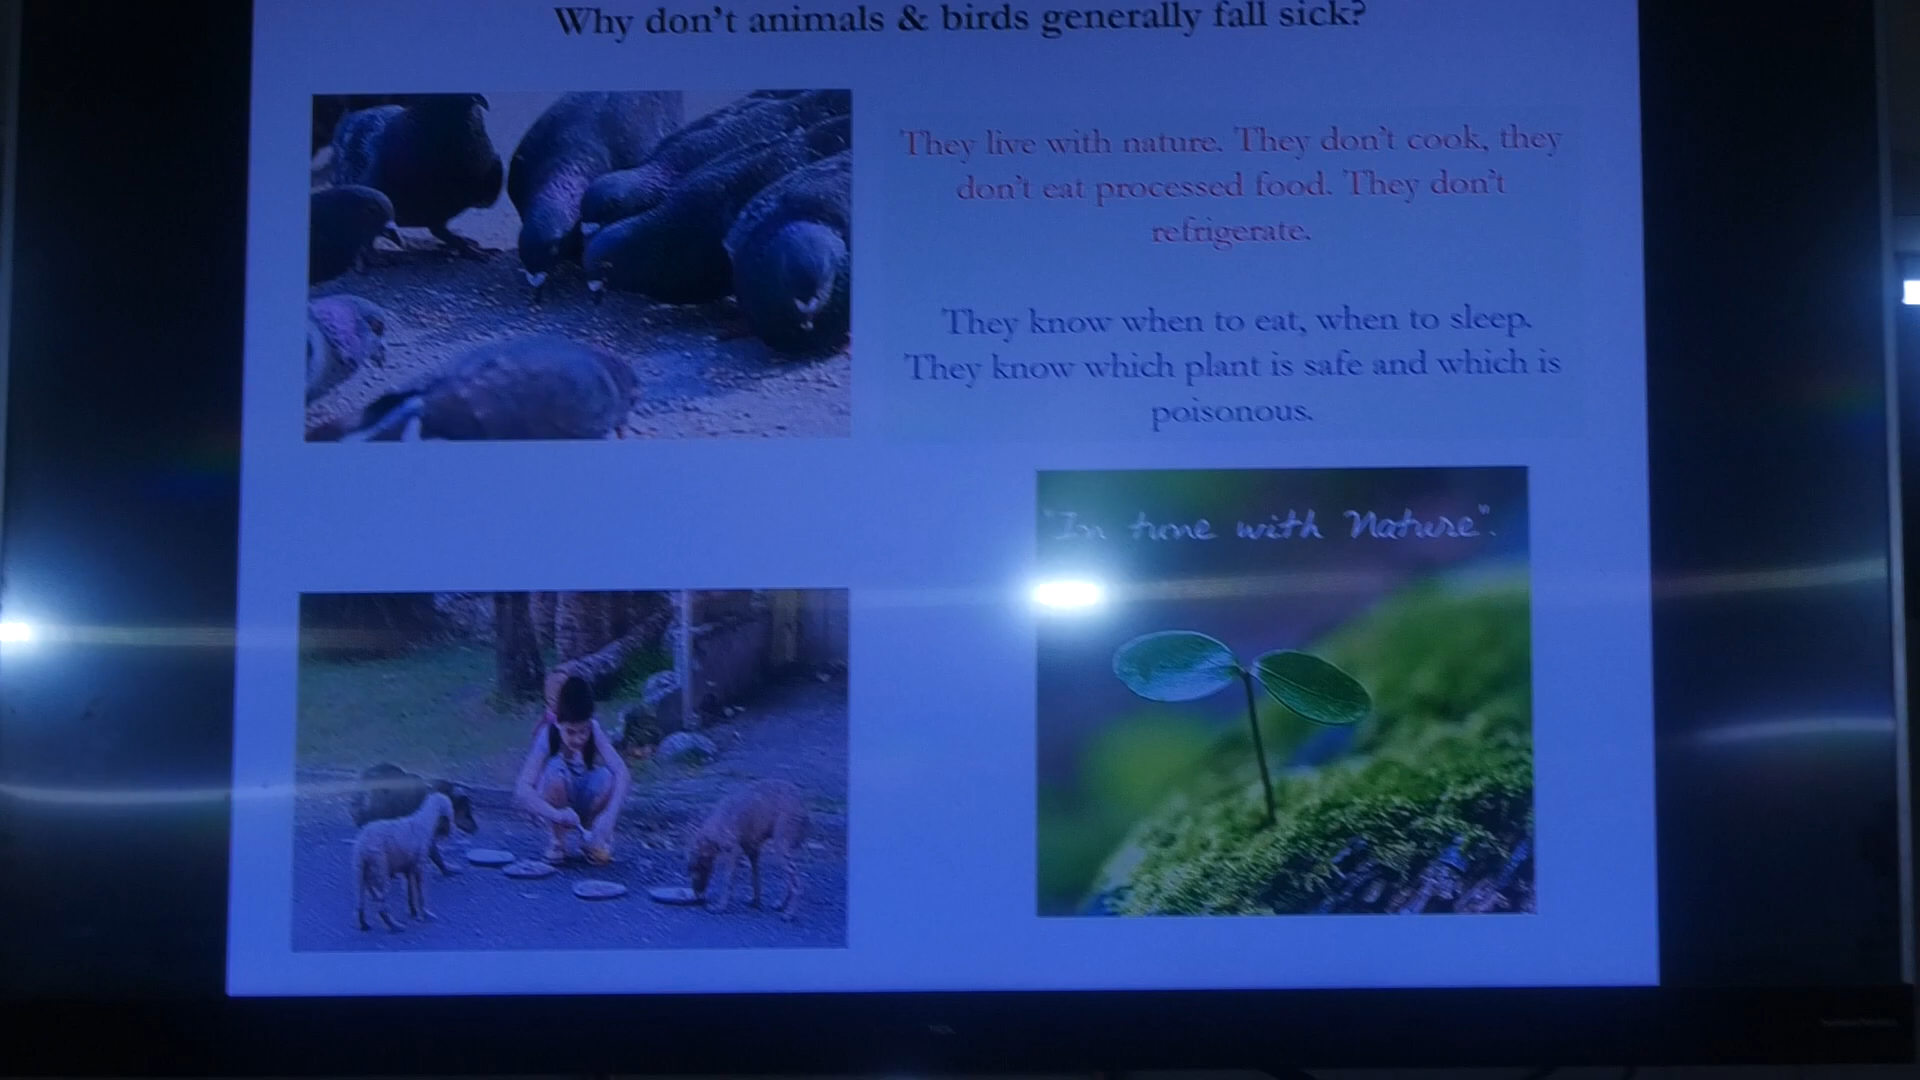 Why don't animals & birds generally fall sick?
They live with nature. They don't cook, they
don't eat processed food. They don't
refrigerate.
They know when to eat, when to sleep.
They know which plant is safe and which is
poisonous.
"In tune with Nature".